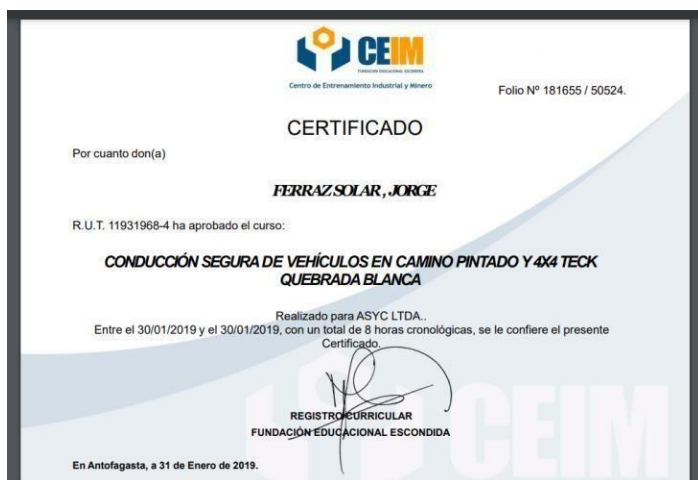 CEIM
FUNDACIÓN EDUCACIONAL ESCONDIDA
Centro de Entrenamiento Industrial y Minero
Folio Nº 181655 / 50524.
CERTIFICADO
Por cuanto don(a)
FERRAZ SOLAR , JORGE
R.U.T. 11931968-4 ha aprobado el curso:
CONDUCCIÓN SEGURA DE VEHÍCULOS EN CAMINO PINTADO Y 4X4 TECK
QUEBRADA BLANCA
Realizado para ASYC LTDA..
Entre el 30/01/2019 y el 30/01/2019, con un total de 8 horas cronológicas, se le confiere el presente
Certificado.
REGISTRO CURRICULAR
FUNDACIÓN EDUCACIONAL ESCONDIDA
CEIM
En Antofagasta, a 31 de Enero de 2019.